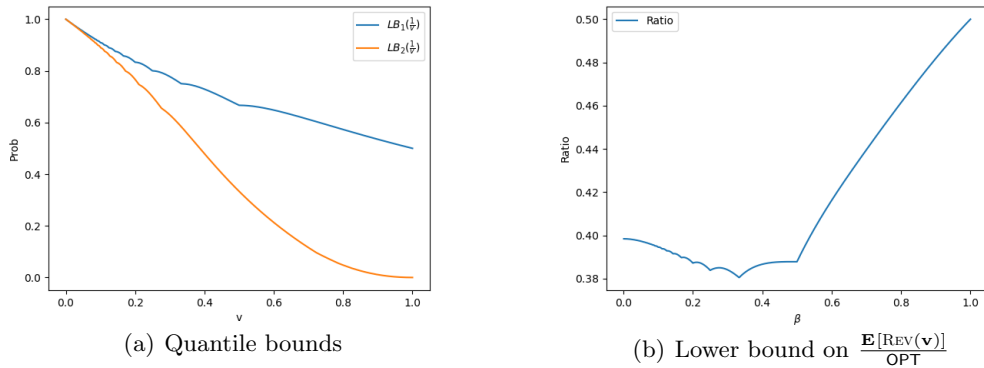 1.0
0.8
0.6
0.4
0.2
0.0
Prob
0.0 0.2 0.4 0.6 0.8 1.0
v
LB₁(1/v)
LB₂(1/v)
(a) Quantile bounds
0.50
0.48
0.46
0.44
0.42
0.40
0.38
Ratio
0.0 0.2 0.4 0.6 0.8 1.0
β
Ratio
(b) Lower bound on E[REV(v)]/OPT